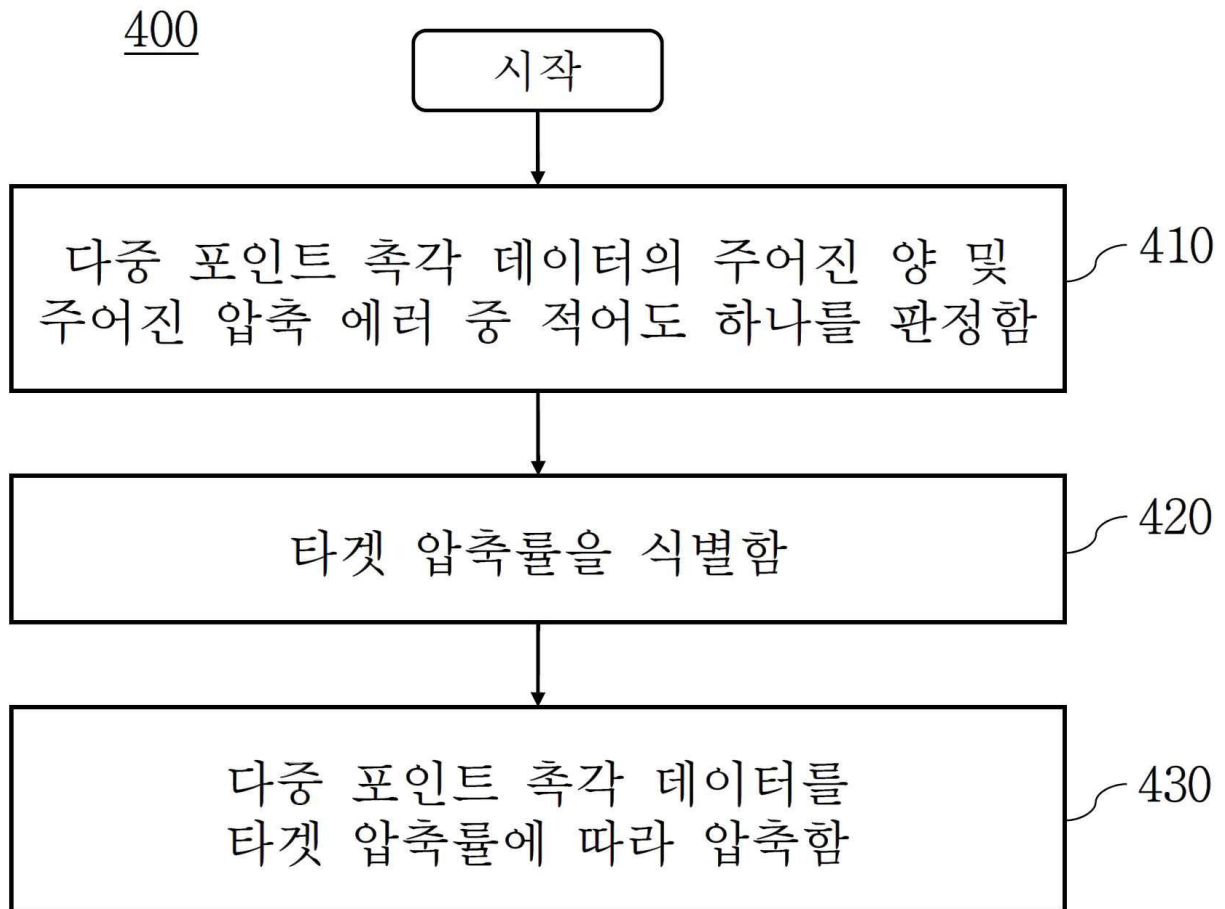 400
시작
다중 포인트 촉각 데이터의 주어진 양 및
주어진 압축 에러 중 적어도 하나를 판정함
410
타겟 압축률을 식별함
420
다중 포인트 촉각 데이터를
타겟 압축률에 따라 압축함
430